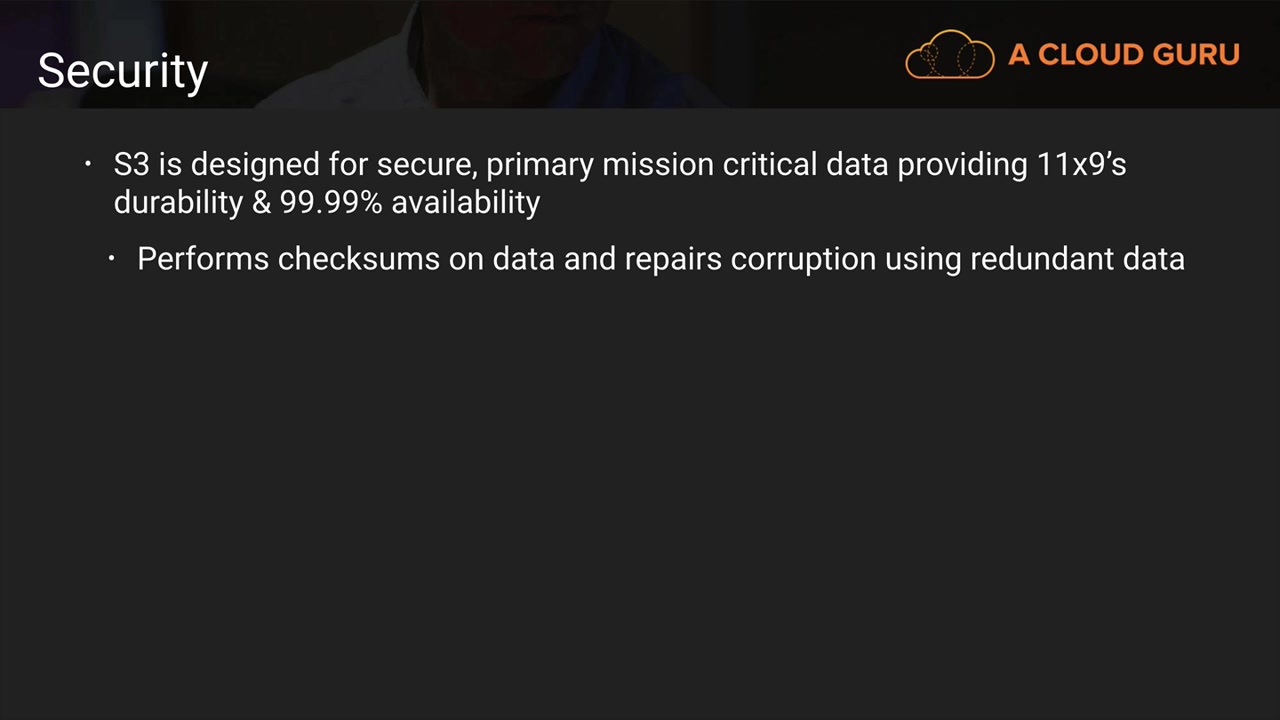 Security
A CLOUD GURU
• S3 is designed for secure, primary mission critical data providing 11x9’s
durability & 99.99% availability
• Performs checksums on data and repairs corruption using redundant data